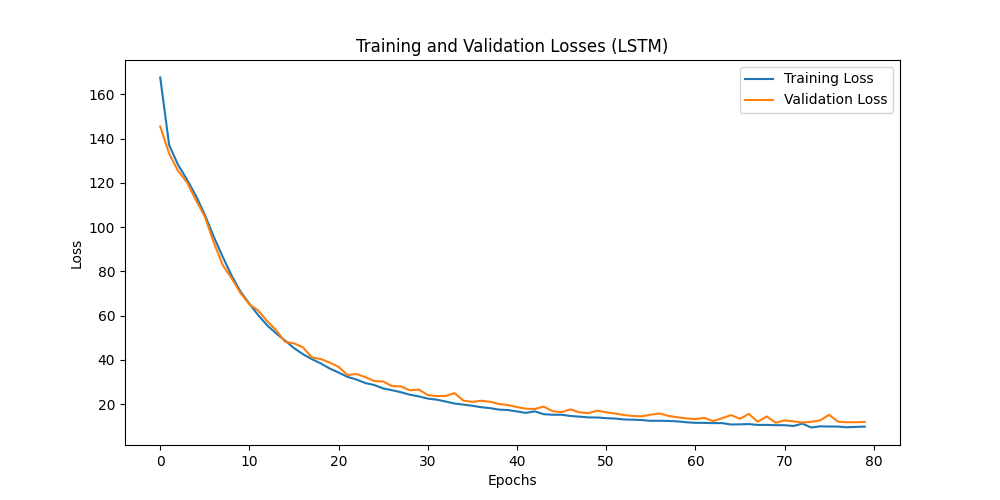 Training and Validation Losses (LSTM)
Training Loss
Validation Loss
160
140
120
100
80
60
40
20
Loss
0 10 20 30 40 50 60 70 80
Epochs